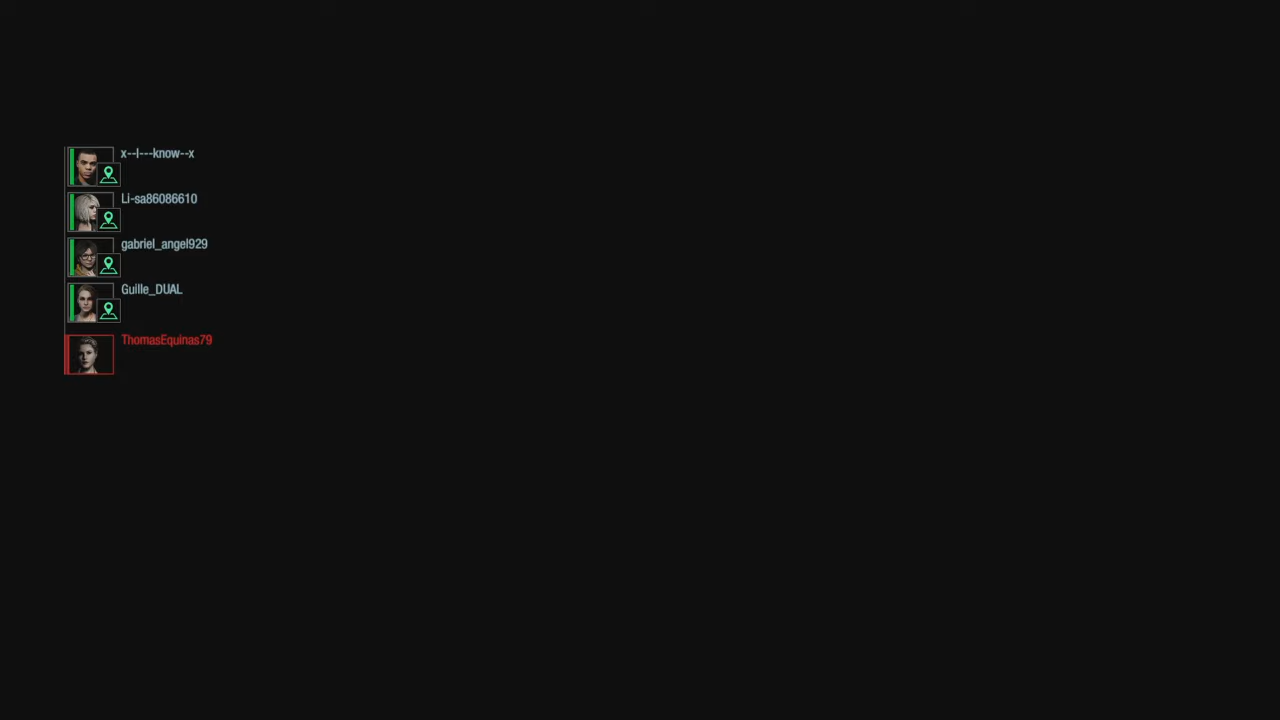 x--I---know--x
Li-sa86086610
gabriel_angel929
Guille_DUAL
ThomasEquinas79